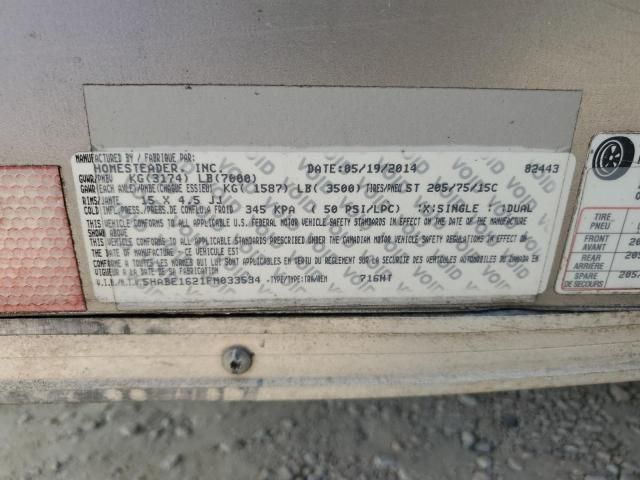 MANUFACTURED BY / FABRIQUE PAR:
HOMESTEADER, INC. DATE:05/19/2014 82443
GVWR/PNBV KG(3174) LB(7000)
GAWR(EACH AXLE)/PNBE(CHAQUE ESSIEU) KG(1587) LB(3500) TIRES/PNEU ST 205/75/15C
RIMS/JANTE 15 X 4.5 JJ
COLD INFL.PRESS./PRESS.DE CONFL.A FROID 345 KPA (50 PSI/LPC) :X:SINGLE : :DUAL
THIS VEHICLE CONFORMS TO ALL APPLICABLE U.S. FEDERAL MOTOR VEHICLE SAFETY STANDARDS IN EFFECT ON THE DATE OF THE MANUFACTURE
SHOWN ABOVE
THIS VEHICLE CONFORMS TO ALL APPLICABLE STANDARDS PRESCRIBED UNDER THE CANADIAN MOTOR VEHICLE SAFETY REGULATIONS IN EFFECT ON
THE DATE OF MANUFACTURE - CE VEHICULE EST
CONFORME A TOUTES LES NORMES QUI LUI SONT APPLICABLES EN VERTU DU REGLEMENT SUR LA SECURITE DES VEHICULES AUTOMOBILES DU CANADA EN
VIGUEUR A LA DATE DE SA FABRICATION
5HABE1621FM033534 -TYPE/TYPE: TRA/REM 716HT
TIRE
PNEU
FRONT
AVANT
REAR
ARRIÈRE
SPARE
DE SECOURS
VOID VOID VOID